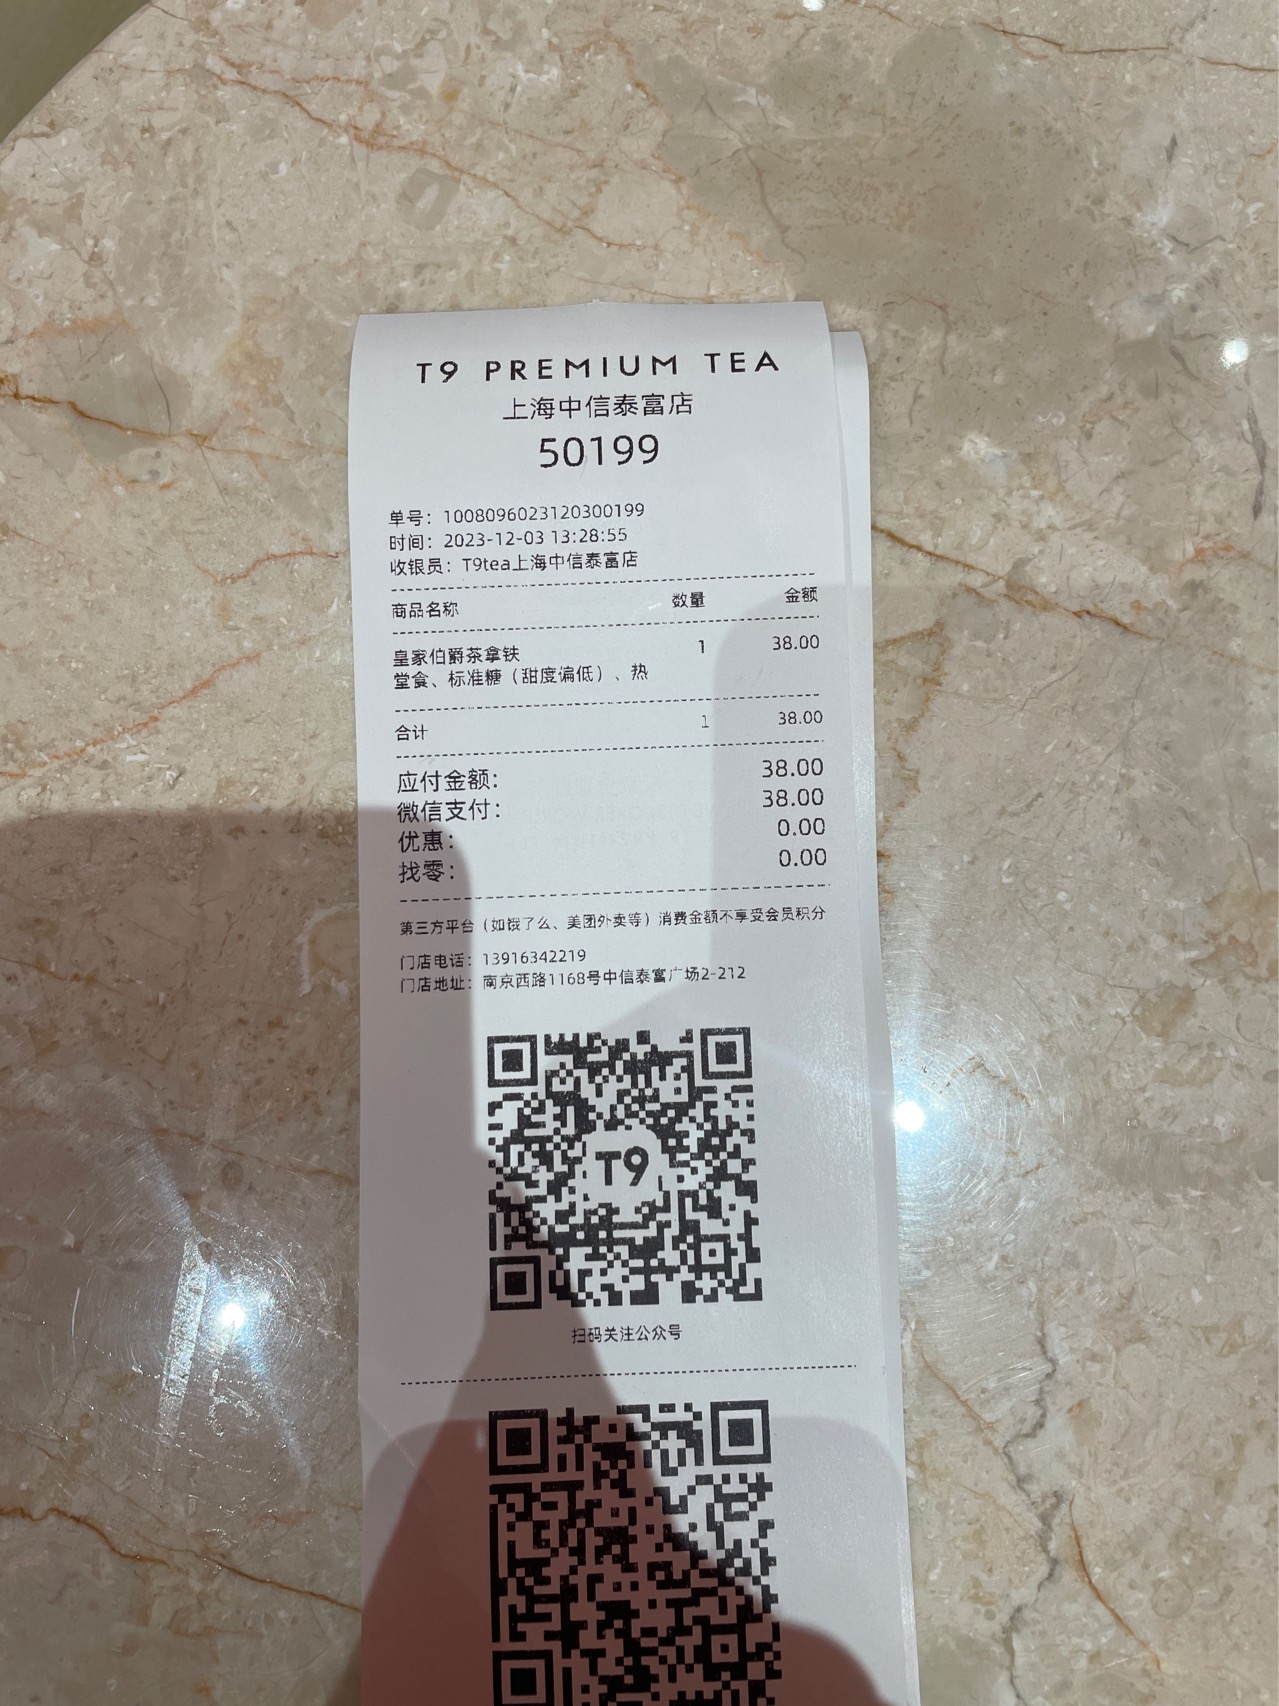 T9 PREMIUM TEA
上海中信泰富店
50199
单号：1008096023120300199
时间：2023-12-03 13:28:55
收银员：T9tea上海中信泰富店
商品名称 数量 金额
皇家伯爵茶拿铁 1 38.00
堂食、标准糖（甜度偏低）、热
合计 1 38.00
应付金额: 38.00
微信支付: 38.00
优惠: 0.00
找零: 0.00
第三方平台（如饿了么、美团外卖等）消费金额不享受会员积分
门店电话：13916342219
门店地址：南京西路1168号中信泰富广场2-212
T9
扫码关注公众号